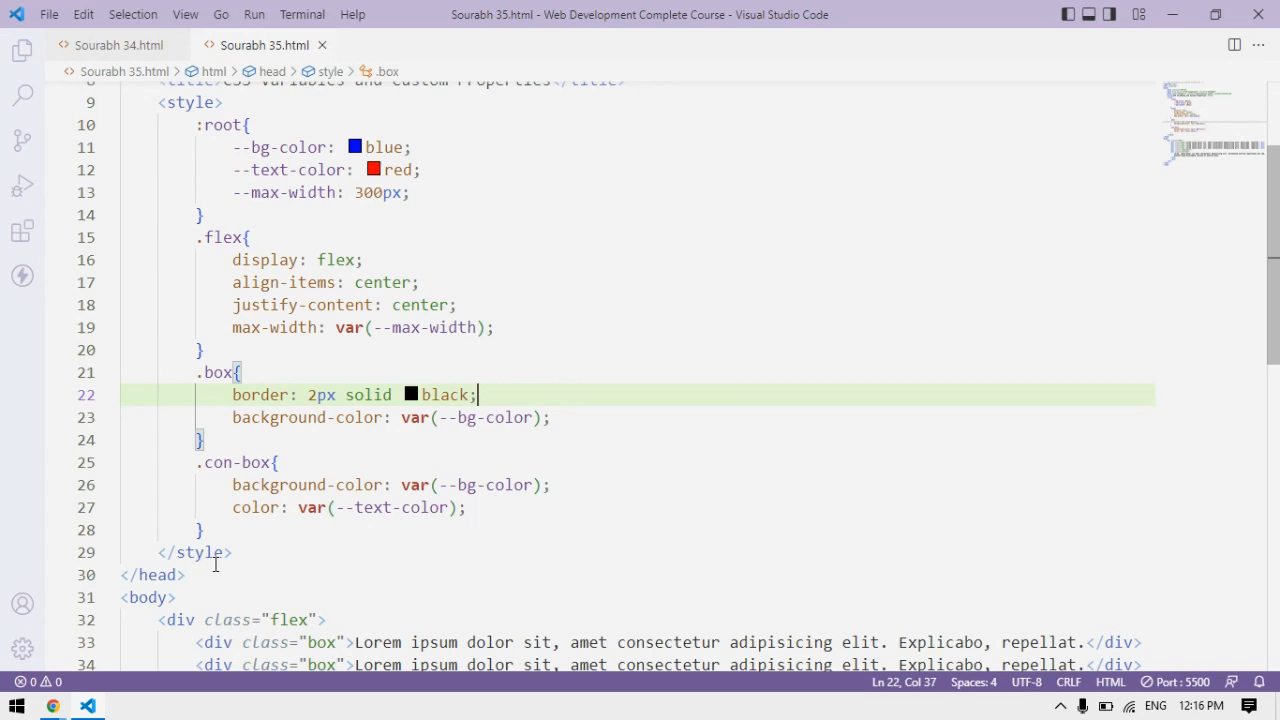 File Edit Selection View Go Run Terminal Help Sourabh 35.html - Web Development Complete Course - Visual Studio Code
Sourabh 34.html Sourabh 35.html
Sourabh 35.html > html > head > style > .box
8 <title>CSS Variables and Custom Properties</title>
9 <style>
10 :root{
11 --bg-color: blue;
12 --text-color: red;
13 --max-width: 300px;
14 }
15 .flex{
16 display: flex;
17 align-items: center;
18 justify-content: center;
19 max-width: var(--max-width);
20 }
21 .box{
22 border: 2px solid black;
23 background-color: var(--bg-color);
24 }
25 .con-box{
26 background-color: var(--bg-color);
27 color: var(--text-color);
28 }
29 </style>
30 </head>
31 <body>
32 <div class="flex">
33 <div class="box">Lorem ipsum dolor sit, amet consectetur adipisicing elit. Explicabo, repellat.</div>
34 <div class="box">Lorem ipsum dolor sit, amet consectetur adipisicing elit. Explicabo, repellat.</div>
0 0 Ln 22, Col 37 Spaces: 4 UTF-8 CRLF HTML Port : 5500
ENG 12:16 PM